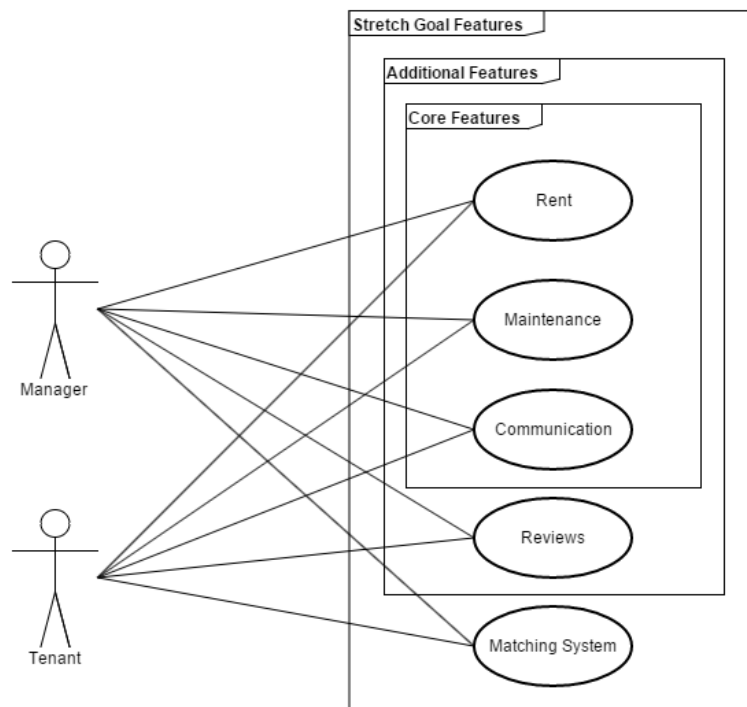 Stretch Goal Features
Additional Features
Core Features
Rent
Maintenance
Manager
Communication
Reviews
Matching System
Tenant